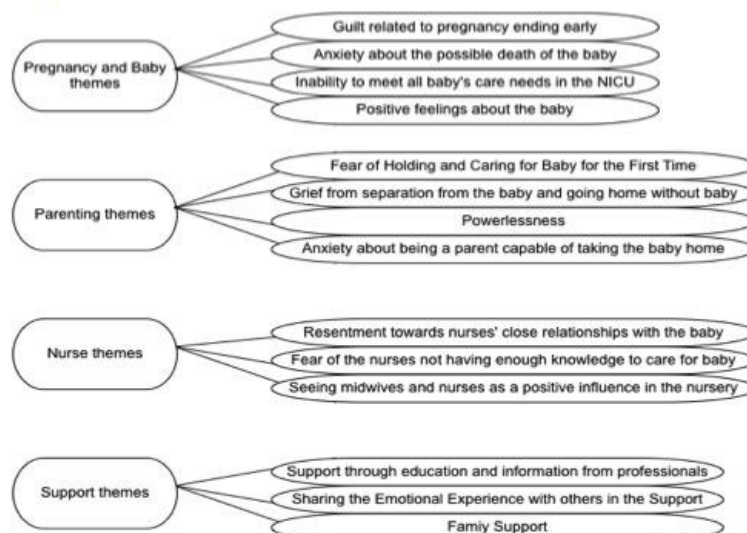 Pregnancy and Baby
themes
Guilt related to pregnancy ending early
Anxiety about the possible death of the baby
Inability to meet all baby's care needs in the NICU
Positive feelings about the baby
Parenting themes
Fear of Holding and Caring for Baby for the First Time
Grief from separation from the baby and going home without baby
Powerlessness
Anxiety about being a parent capable of taking the baby home
Nurse themes
Resentment towards nurses' close relationships with the baby
Fear of the nurses not having enough knowledge to care for baby
Seeing midwives and nurses as a positive influence in the nursery
Support themes
Support through education and information from professionals
Sharing the Emotional Experience with others in the Support
Famiy Support